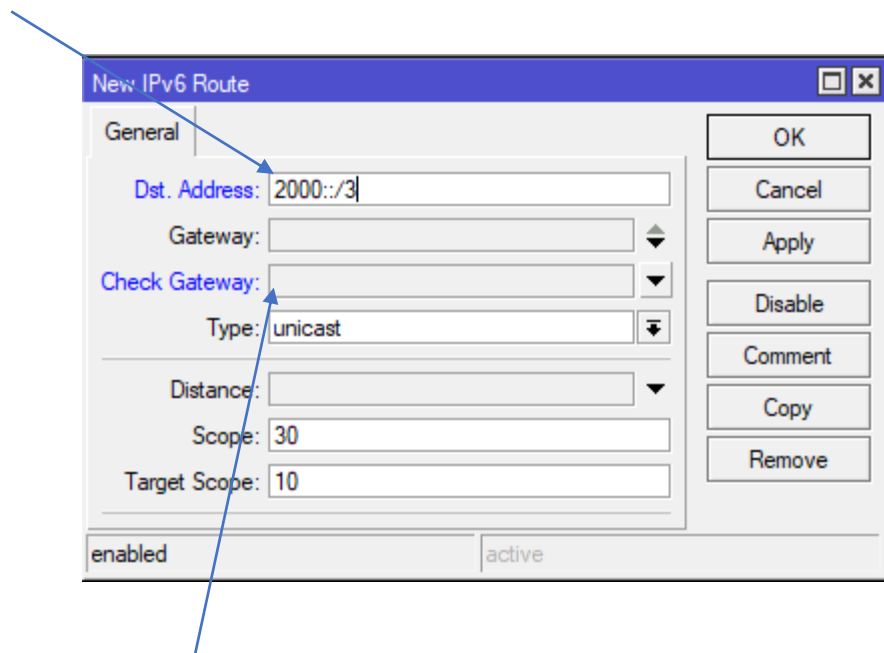 New IPv6 Route
General
OK
Dst. Address: 2000::/3
Cancel
Gateway:
Apply
Check Gateway:
Disable
Type: unicast
Comment
Distance:
Copy
Scope: 30
Remove
Target Scope: 10
enabled
active